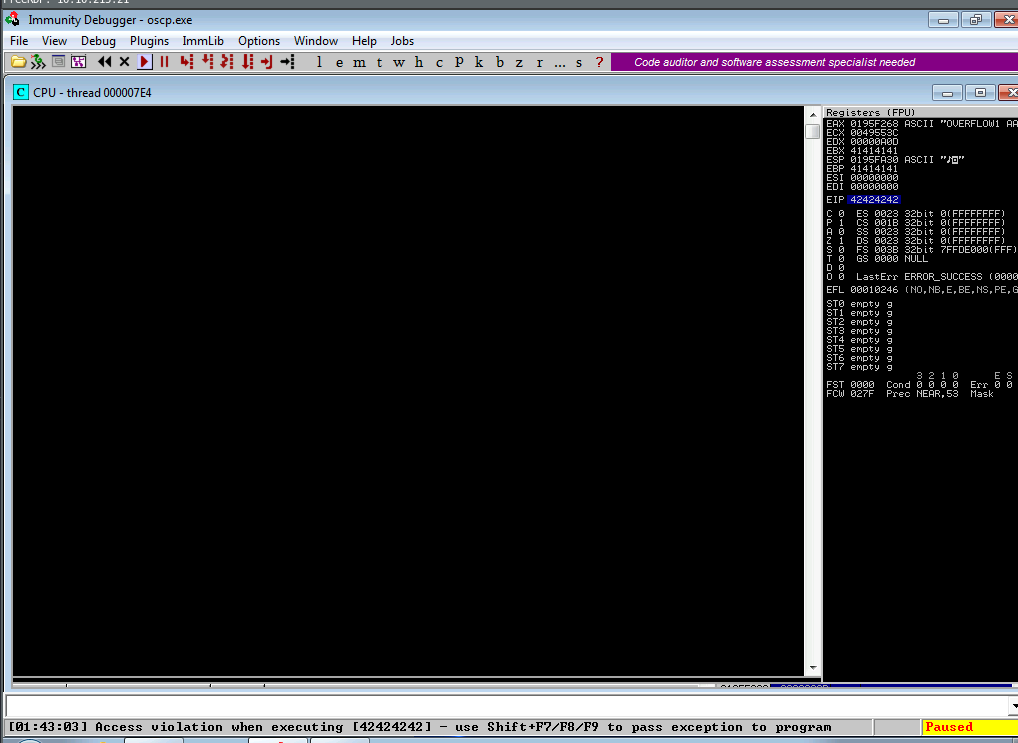 Immunity Debugger - oscp.exe
File View Debug Plugins ImmLib Options Window Help Jobs
l e m t w h c p k b z r ... s ? Code auditor and software assessment specialist needed
CPU - thread 000007E4
Registers (FPU)
EAX 0195F268 ASCII "OVERFLOW1 AA
ECX 0049553C
EDX 00000A0D
EBX 41414141
ESP 0195FA30 ASCII "♪◙"
EBP 41414141
ESI 00000000
EDI 00000000
EIP 42424242
C 0 ES 0023 32bit 0(FFFFFFFF)
P 1 CS 001B 32bit 0(FFFFFFFF)
A 0 SS 0023 32bit 0(FFFFFFFF)
Z 1 DS 0023 32bit 0(FFFFFFFF)
S 0 FS 003B 32bit 7FFDE000(FFF)
T 0 GS 0000 NULL
D 0
O 0 LastErr ERROR_SUCCESS (0000
EFL 00010246 (NO,NB,E,BE,NS,PE,G
ST0 empty g
ST1 empty g
ST2 empty g
ST3 empty g
ST4 empty g
ST5 empty g
ST6 empty g
ST7 empty g
3 2 1 0 E S
FST 0000 Cond 0 0 0 0 Err 0 0
FCW 027F Prec NEAR,53 Mask
[01:43:03] Access violation when executing [42424242] - use Shift+F7/F8/F9 to pass exception to program
Paused